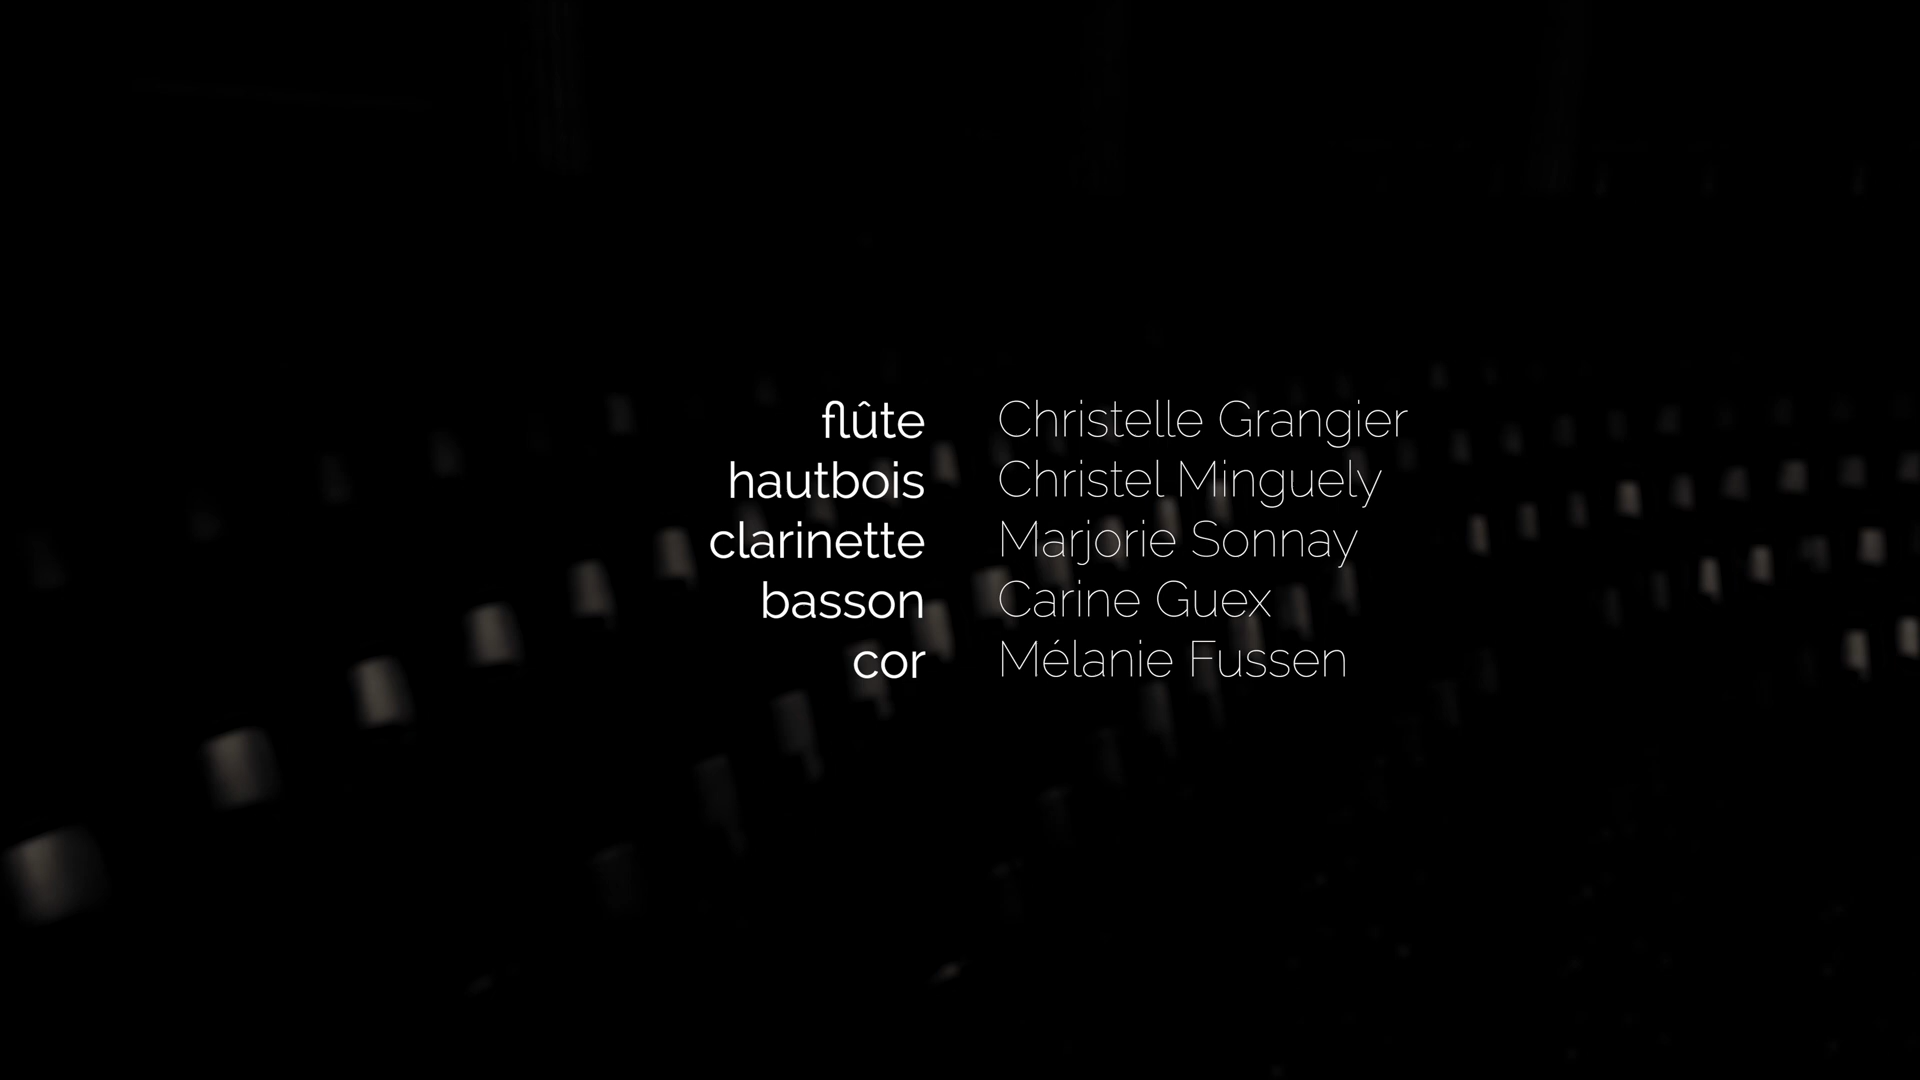 flûte Christelle Grangier
hautbois Christel Minguely
clarinette Marjorie Sonnay
basson Carine Guex
cor Mélanie Fussen